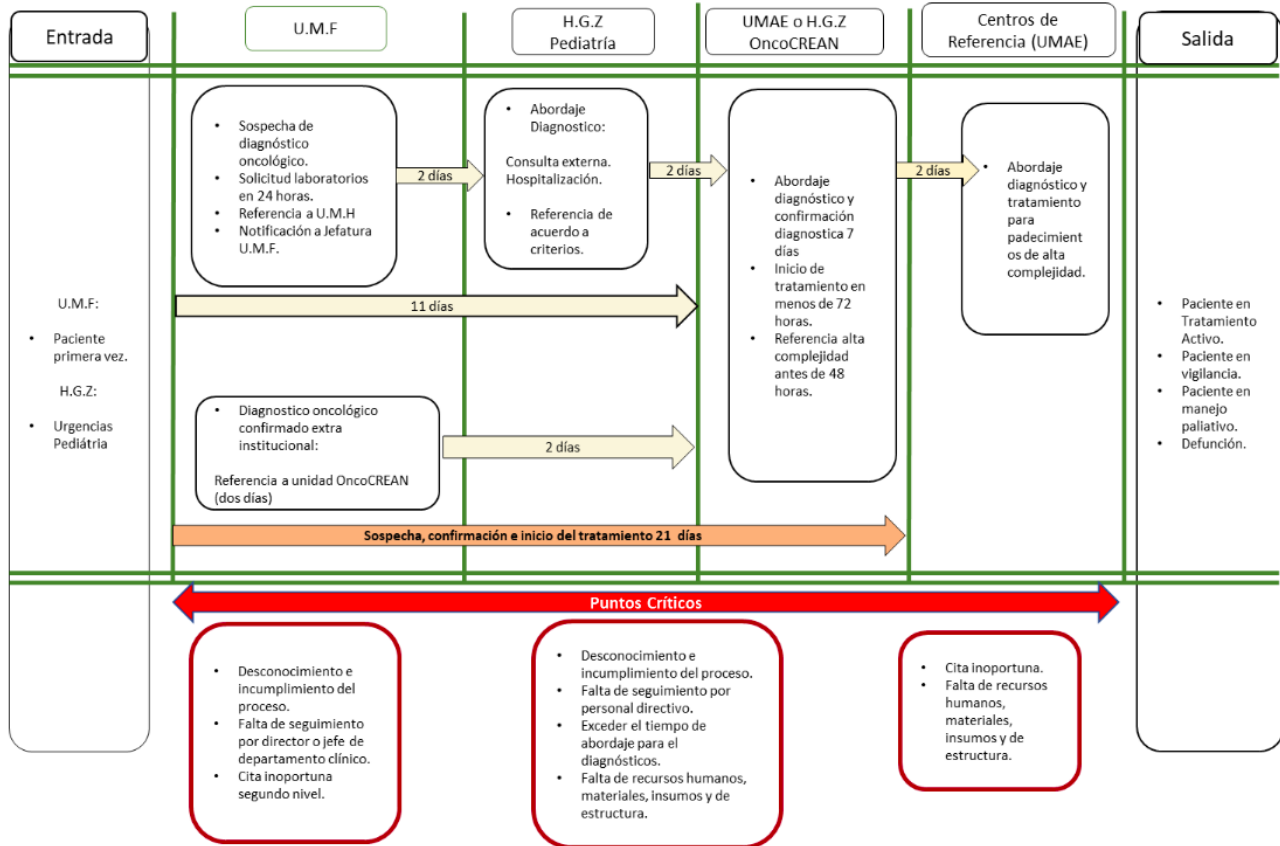 Entrada
U.M.F
H.G.Z
Pediatría
UMAE o H.G.Z
OncoCREAN
Centros de
Referencia (UMAE)
Salida
U.M.F:
• Paciente
primera vez.
H.G.Z:
• Urgencias
Pediátria
• Sospecha de
diagnóstico
oncológico.
• Solicitud laboratorios
en 24 horas.
• Referencia a U.M.H
• Notificación a Jefatura
U.M.F.
2 días
• Abordaje
Diagnostico:
Consulta externa.
Hospitalización.
• Referencia de
acuerdo a
criterios.
2 días
• Abordaje
diagnóstico y
confirmación
diagnostica 7
días
• Inicio de
tratamiento en
menos de 72
horas.
• Referencia alta
complejidad
antes de 48
horas.
2 días
• Abordaje
diagnóstico y
tratamiento
para
padecimient
os de alta
complejidad.
11 días
• Diagnostico oncológico
confirmado extra
institucional:
Referencia a unidad OncoCREAN
(dos días)
2 días
Sospecha, confirmación e inicio del tratamiento 21 días
• Paciente en
Tratamiento
Activo.
• Paciente en
vigilancia.
• Paciente en
manejo
paliativo.
• Defunción.
Puntos Críticos
• Desconocimiento e
incumplimiento del
proceso.
• Falta de seguimiento
por director o jefe de
departamento clínico.
• Cita inoportuna
segundo nivel.
• Desconocimiento e
incumplimiento del proceso.
• Falta de seguimiento por
personal directivo.
• Exceder el tiempo de
abordaje para el
diagnósticos.
• Falta de recursos humanos,
materiales, insumos y de
estructura.
• Cita inoportuna.
• Falta de recursos
humanos,
materiales,
insumos y de
estructura.